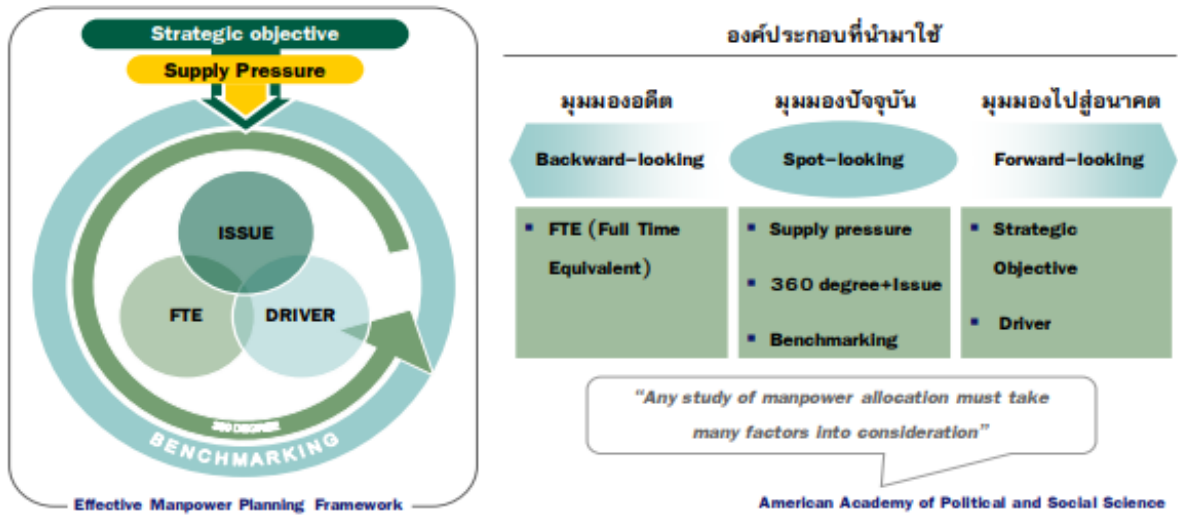 Strategic objective
Supply Pressure
ISSUE
FTE
DRIVER
360 DEGREE
BENCHMARKING
Effective Manpower Planning Framework
องค์ประกอบที่นำมาใช้
มุมมองอดีต
มุมมองปัจจุบัน
มุมมองไปสู่อนาคต
Backward-looking
Spot-looking
Forward-looking
▪ FTE (Full Time
Equivalent)
▪ Supply pressure
▪ 360 degree+Issue
▪ Benchmarking
▪ Strategic
Objective
▪ Driver
“Any study of manpower allocation must take
many factors into consideration”
American Academy of Political and Social Science